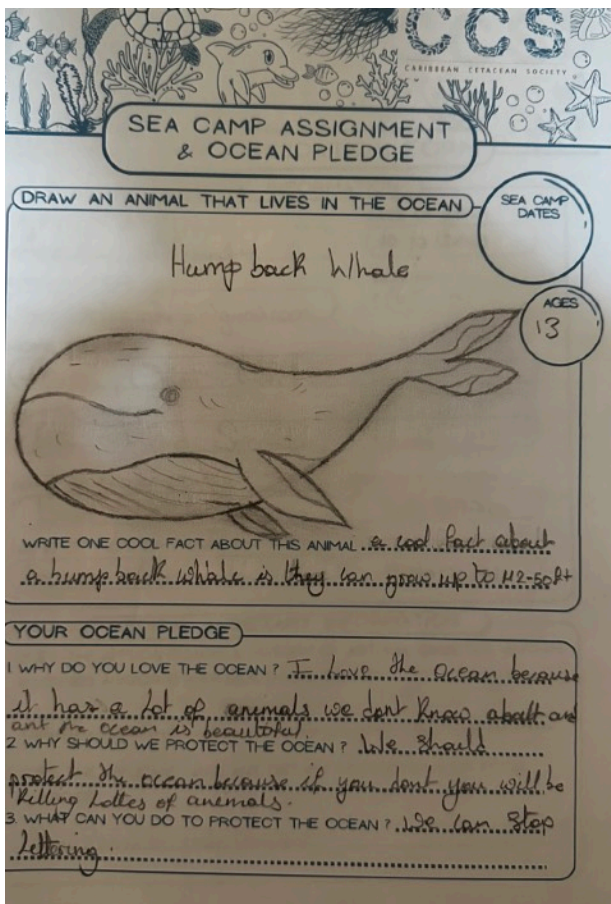 CCS
CARIBBEAN CETACEAN SOCIETY
SEA CAMP ASSIGNMENT
& OCEAN PLEDGE
DRAW AN ANIMAL THAT LIVES IN THE OCEAN
SEA CAMP
DATES
Hump back Whale
AGES
13
WRITE ONE COOL FACT ABOUT THIS ANIMAL a cool fact about
a hump back whale is they can grow up to 42-50ft
YOUR OCEAN PLEDGE
1 WHY DO YOU LOVE THE OCEAN? I love the ocean because
it has a lot of animals we dont know about and
ant the ocean is beautoful.
2 WHY SHOULD WE PROTECT THE OCEAN? We should
protect the ocean because if you dont you will be
killing lottes of anemals.
3. WHAT CAN YOU DO TO PROTECT THE OCEAN? We can stop
lettering.